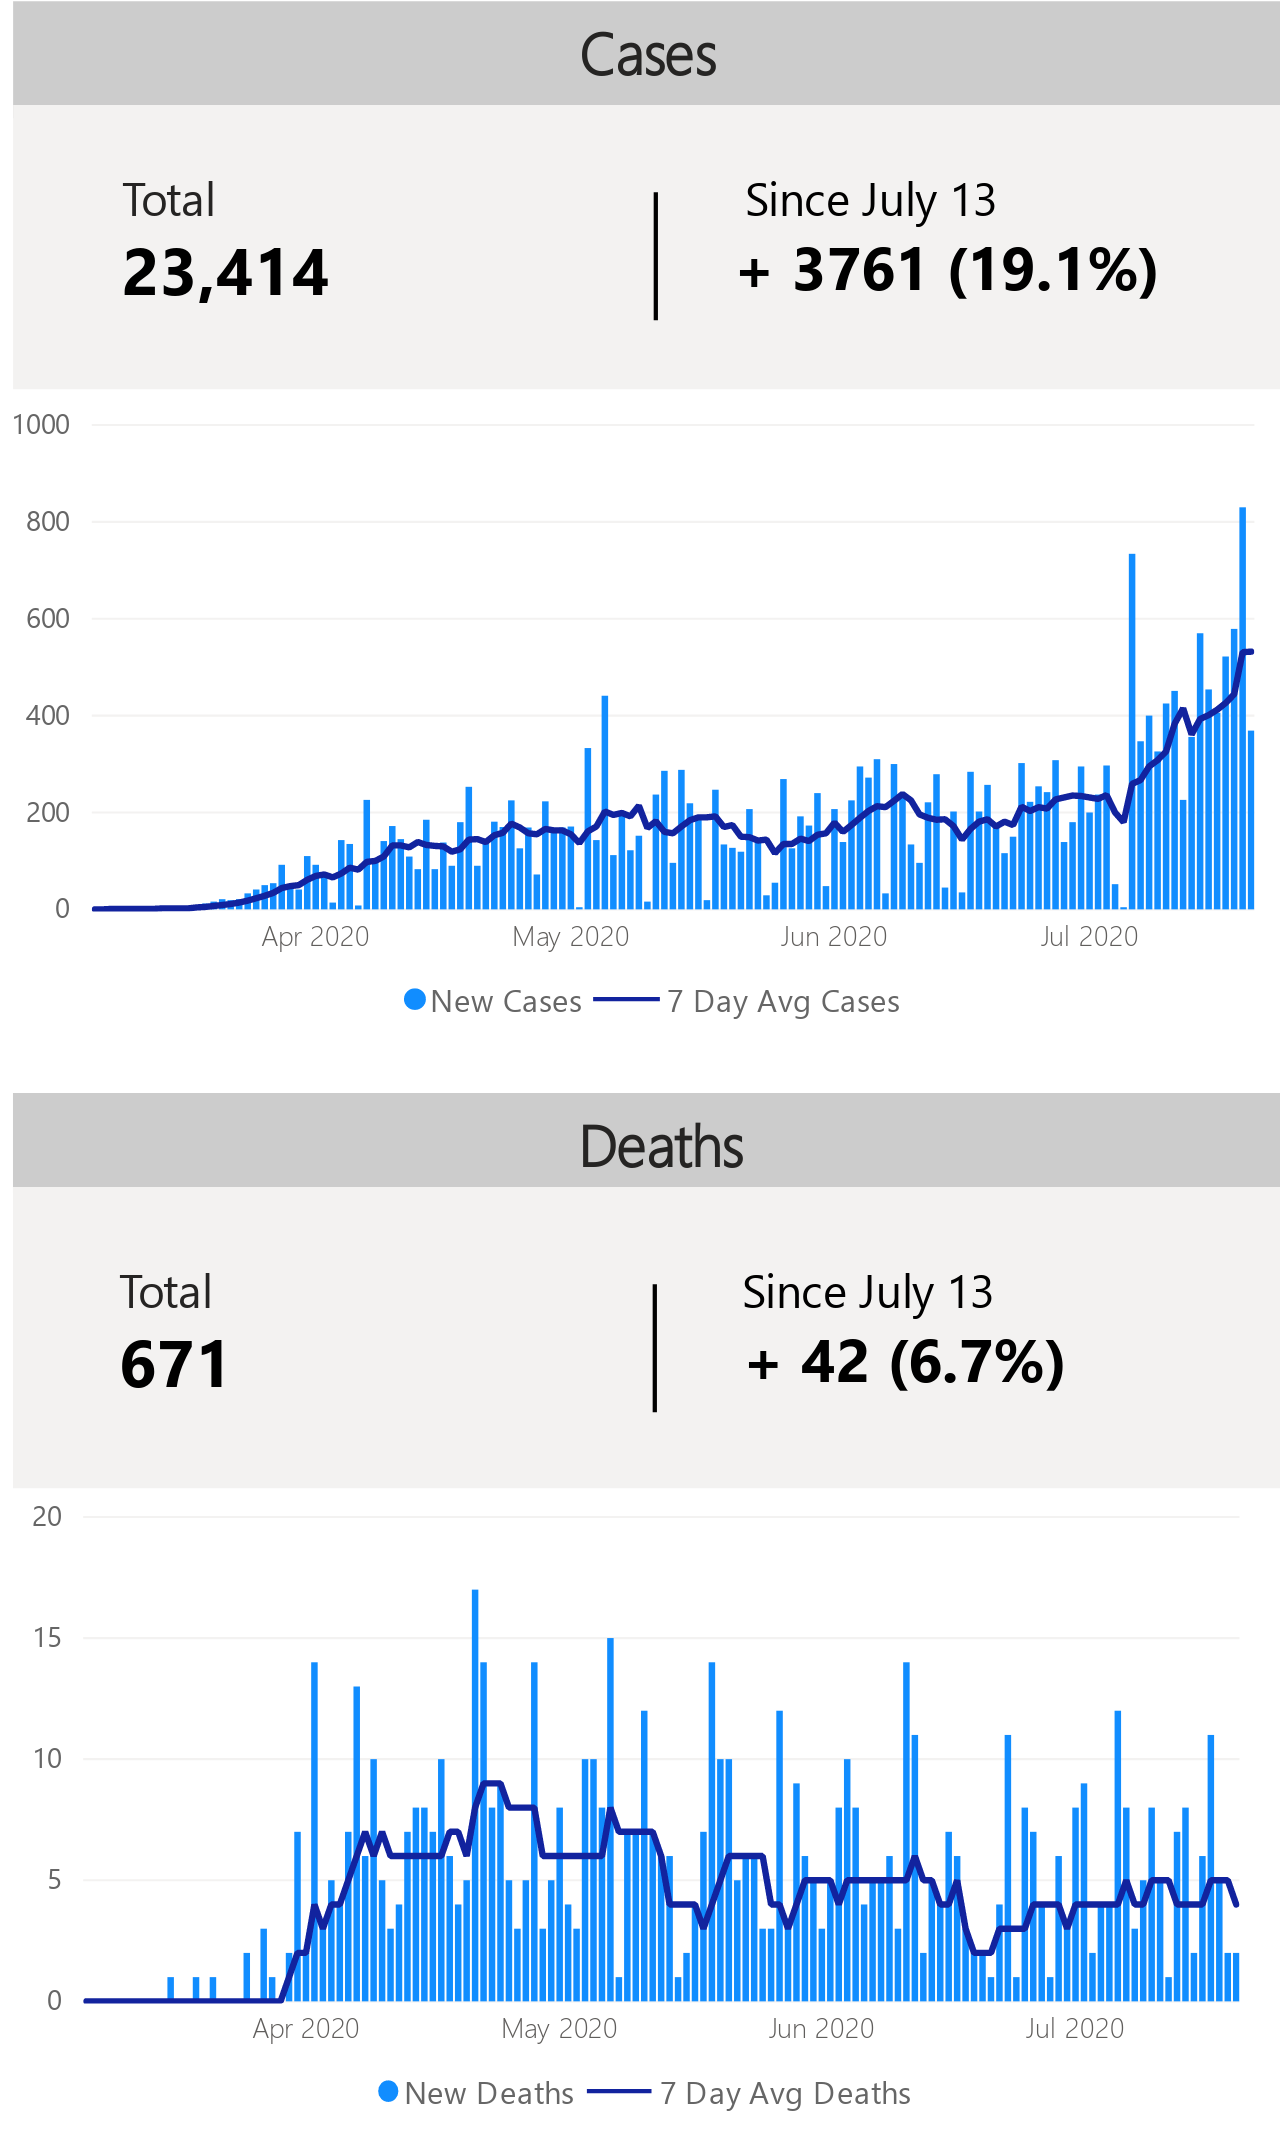 Cases
Total
Since July 13
23,414
+ 3761 (19.1%)
1000
800
600
400
200
0
Apr 2020 May 2020 Jun 2020 Jul 2020
New Cases 7 Day Avg Cases
Deaths
Total
Since July 13
671
+ 42 (6.7%)
20
15
10
5
0
Apr 2020 May 2020 Jun 2020 Jul 2020
New Deaths 7 Day Avg Deaths